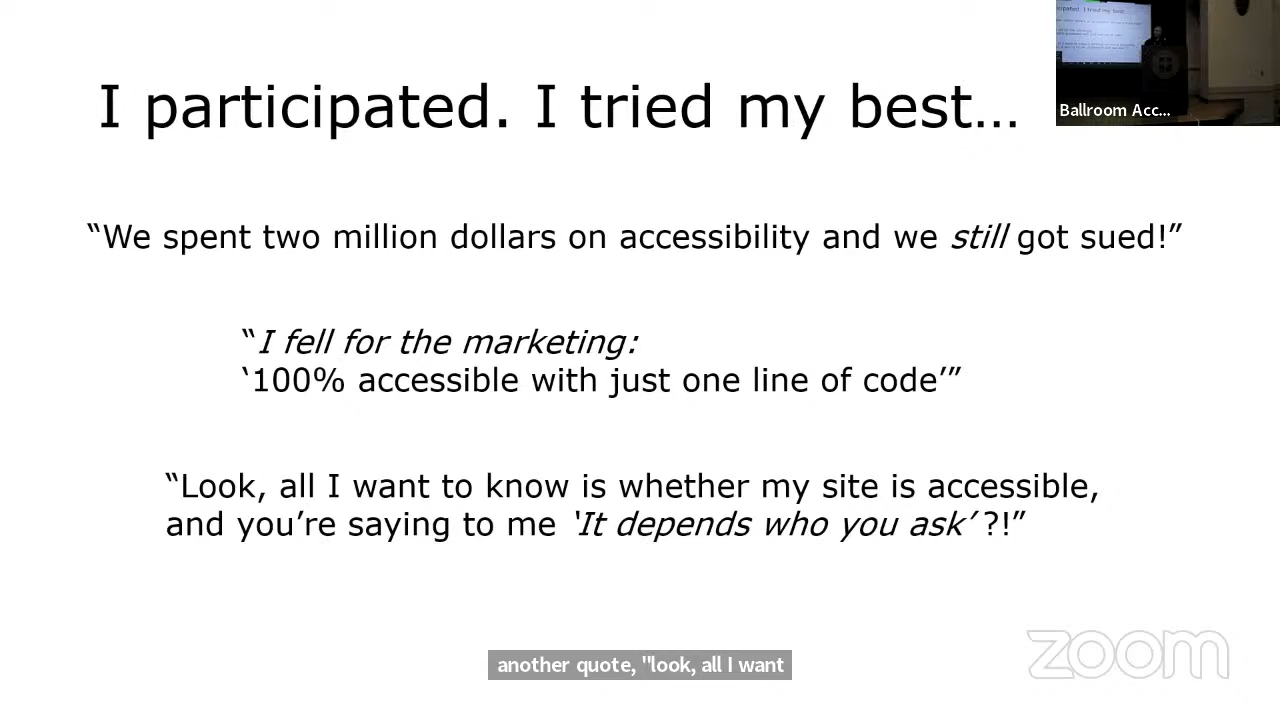 I participated. I tried my best…
Ballroom Acc...
“We spent two million dollars on accessibility and we still got sued!”
“I fell for the marketing:
‘100% accessible with just one line of code’”
“Look, all I want to know is whether my site is accessible,
and you’re saying to me ‘It depends who you ask’ ?!”
another quote, "look, all I want
zoom